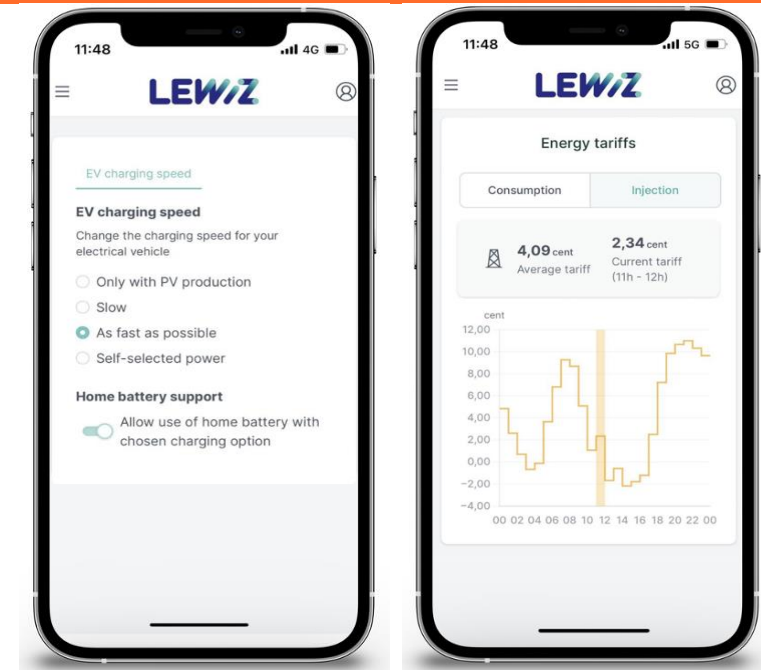 11:48
4G
LEWIZ
EV charging speed
EV charging speed
Change the charging speed for your
electrical vehicle
Only with PV production
Slow
As fast as possible
Self-selected power
Home battery support
Allow use of home battery with
chosen charging option
11:48
5G
LEWIZ
Energy tariffs
Consumption Injection
4,09 cent
Average tariff
2,34 cent
Current tariff
(11h - 12h)
cent
12,00
10,00
8,00
6,00
4,00
2,00
0,00
−2,00
−4,00
00 02 04 06 08 10 12 14 16 18 20 22 00